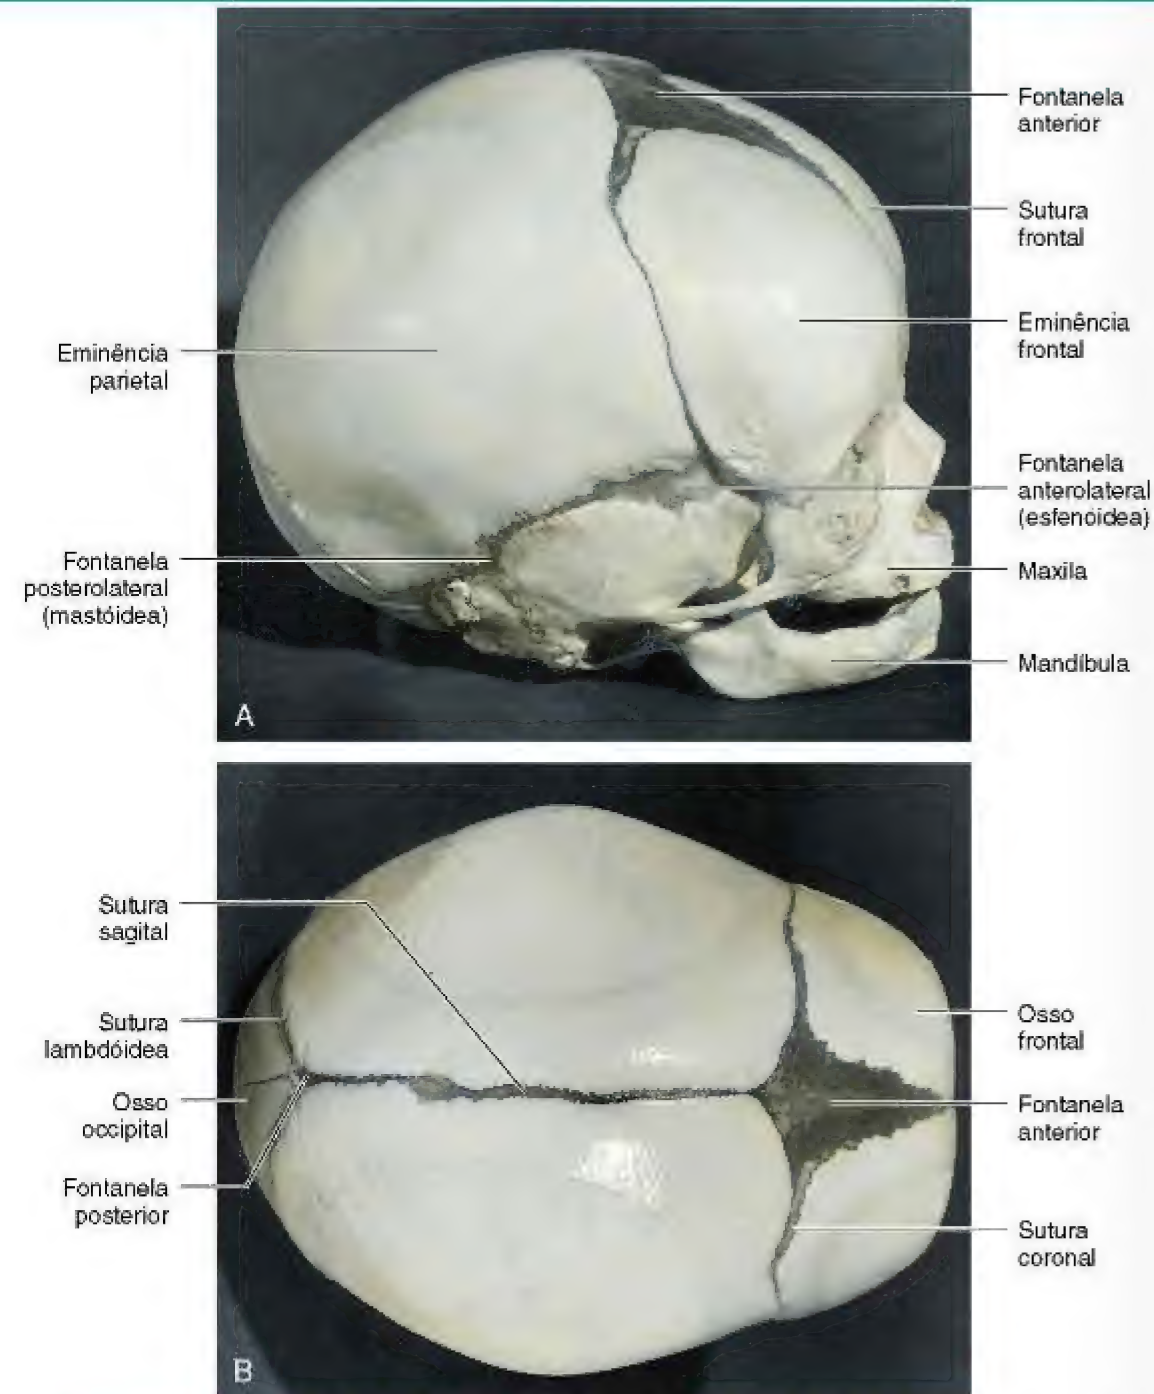 Fontanela
anterior
Sutura
frontal
Eminência
parietal
Eminência
frontal
Fontanela
anterolateral
(esfenóidea)
Fontanela
posterolateral
(mastóidea)
Maxila
Mandíbula
A
Sutura
sagital
Sutura
lambdóidea
Osso
occipital
Fontanela
posterior
Osso
frontal
Fontanela
anterior
Sutura
coronal
B